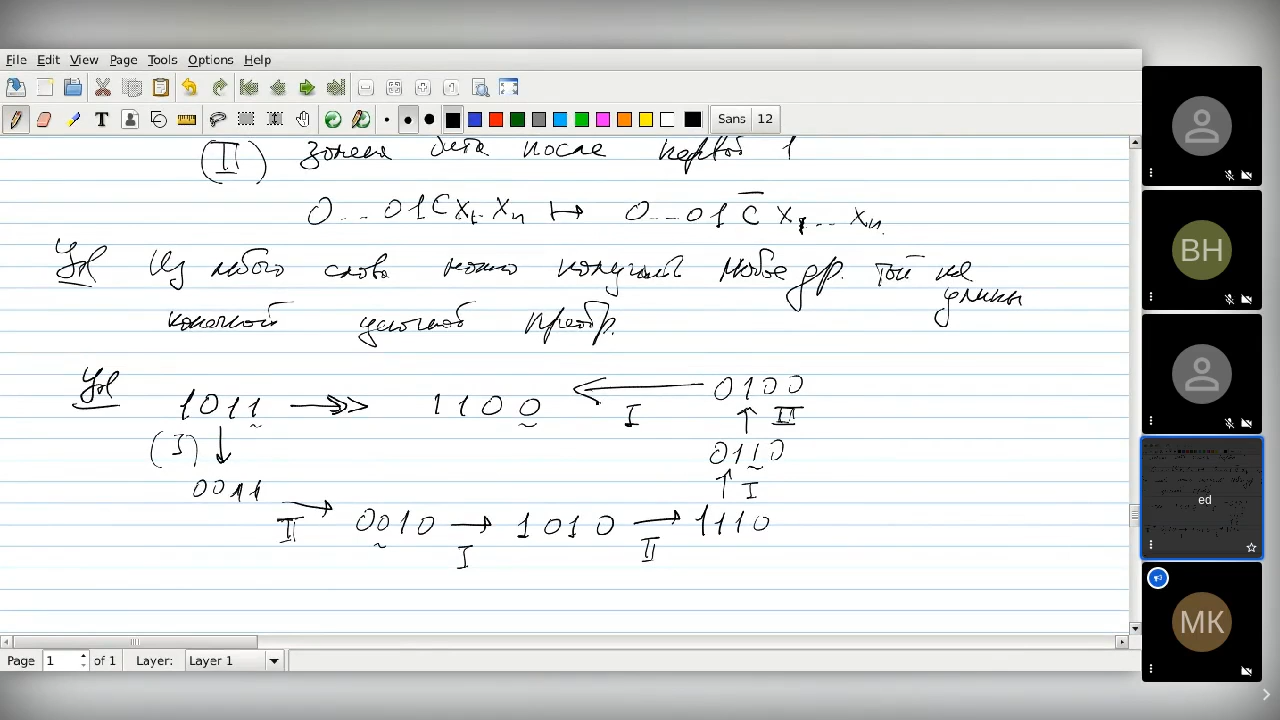 File Edit View Page Tools Options Help
Sans 12
(II) замена бита после первой 1
0...01Cx₁ xₙ ↦ 0...01C̅ x₁...xₙ
Из любого слова можно получить любое др. той же длины
конечной цепочкой преобр.
1011 →>> 1100 ← I 0100
(I) ↓ ↑ II
0110
0011 ↑ I
→ II 0010 → I 1010 → II 1110
BH
ed
MK
Page 1 of 1 Layer: Layer 1